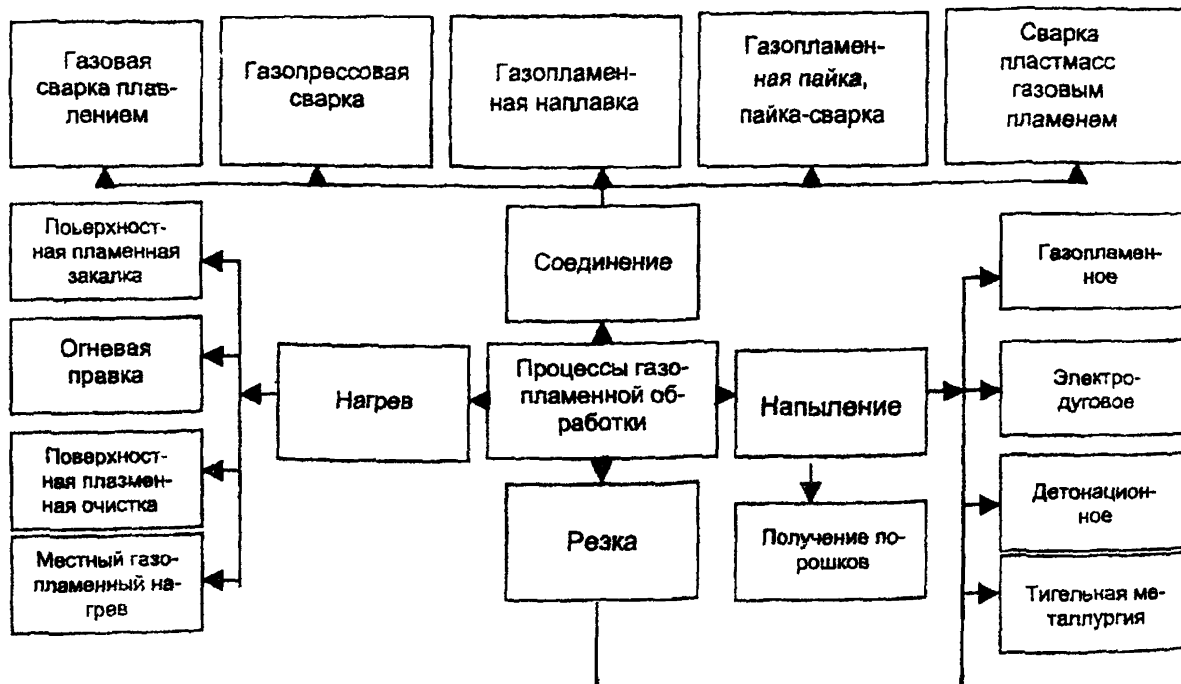 Газовая
сварка плав-
лением
Газопрессовая
сварка
Газопламен-
ная наплавка
Газопламен-
ная пайка,
пайка-сварка
Сварка
пластмасс
газовым
пламенем
Поверхност-
ная пламенная
закалка
Соединение
Газопламен-
ное
Огневая
правка
Нагрев
Процессы газо-
пламенной об-
работки
Напыление
Электро-
дуговое
Поверхност-
ная плазменная
ная очистка
Резка
Получение по-
рошков
Детонацион-
ное
Местный газо-
пламенный на-
грев
Тигельная ме-
таллургия